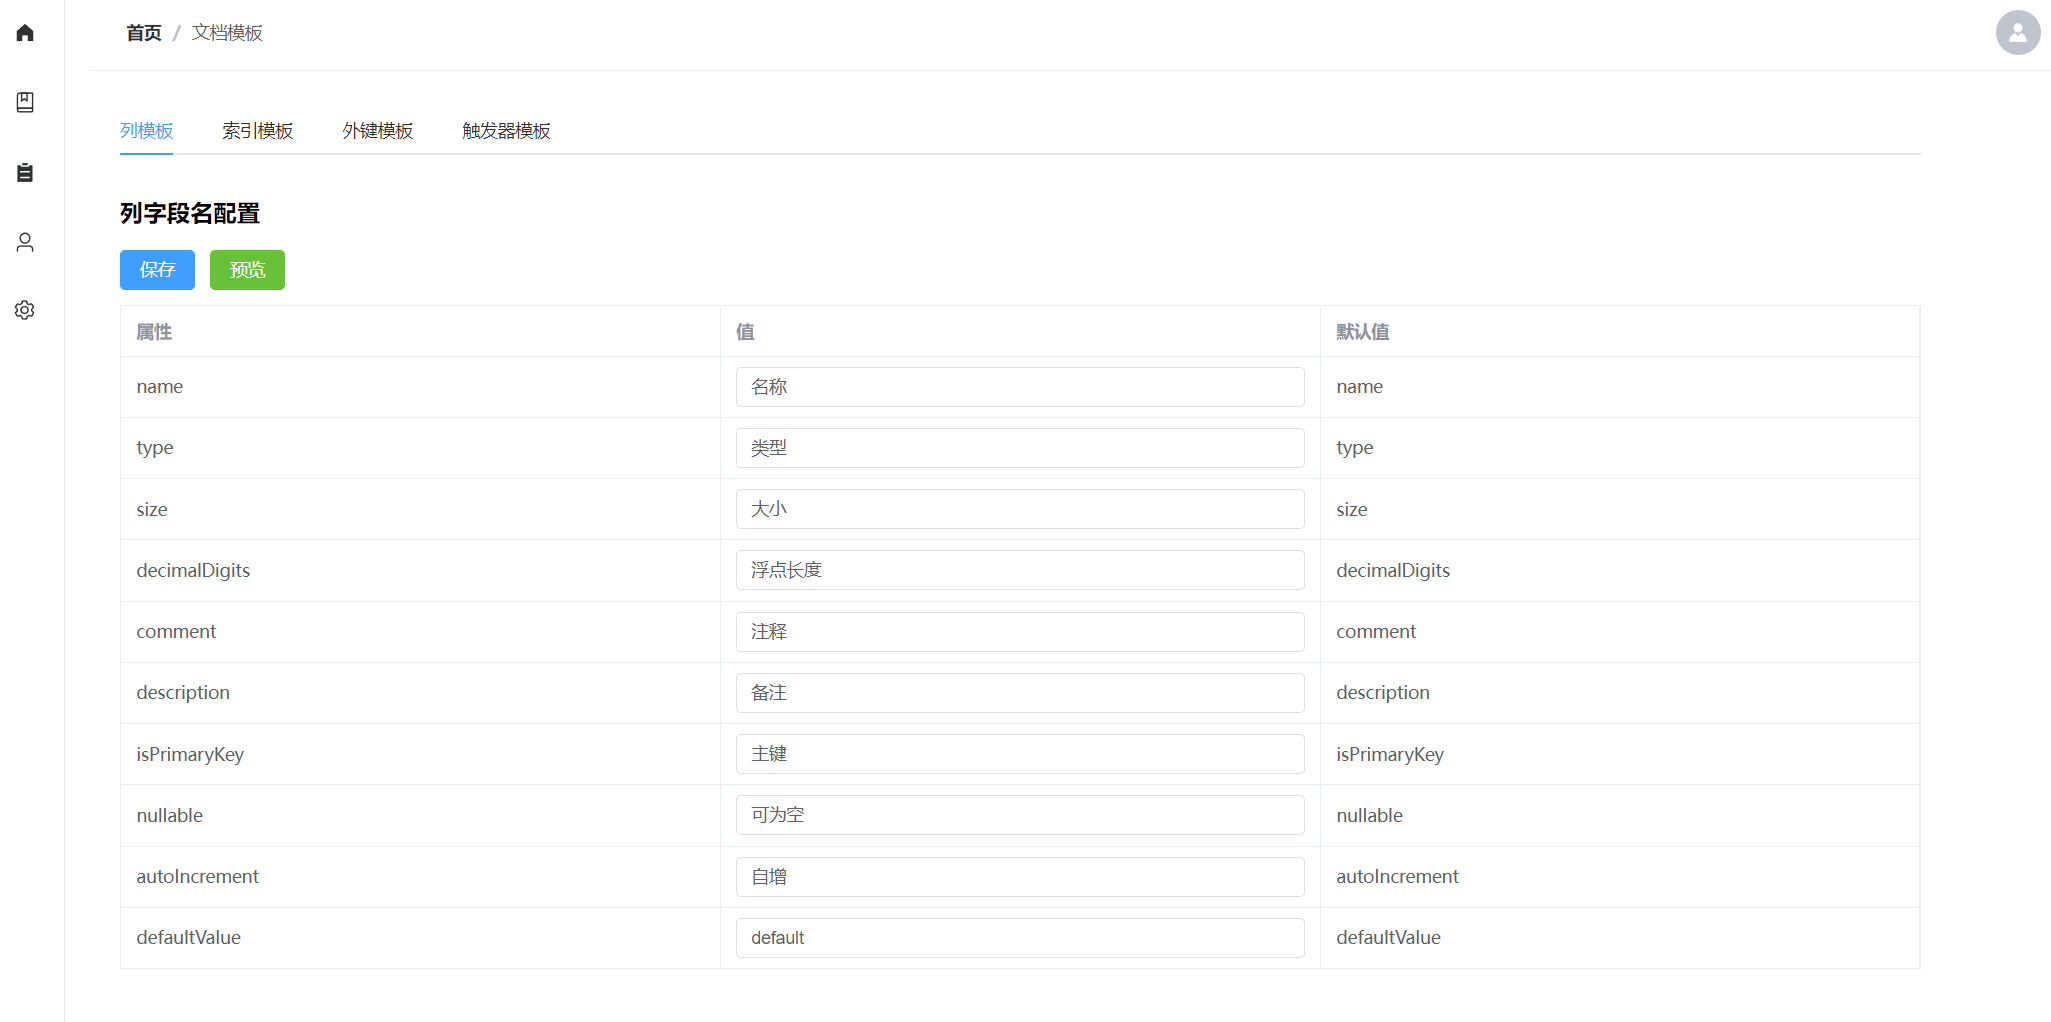 首页 / 文档模板
列模板 索引模板 外键模板 触发器模板
列字段名配置
保存 预览
属性 值 默认值
name 名称 name
type 类型 type
size 大小 size
decimalDigits 浮点长度 decimalDigits
comment 注释 comment
description 备注 description
isPrimaryKey 主键 isPrimaryKey
nullable 可为空 nullable
autoIncrement 自增 autoIncrement
defaultValue default defaultValue